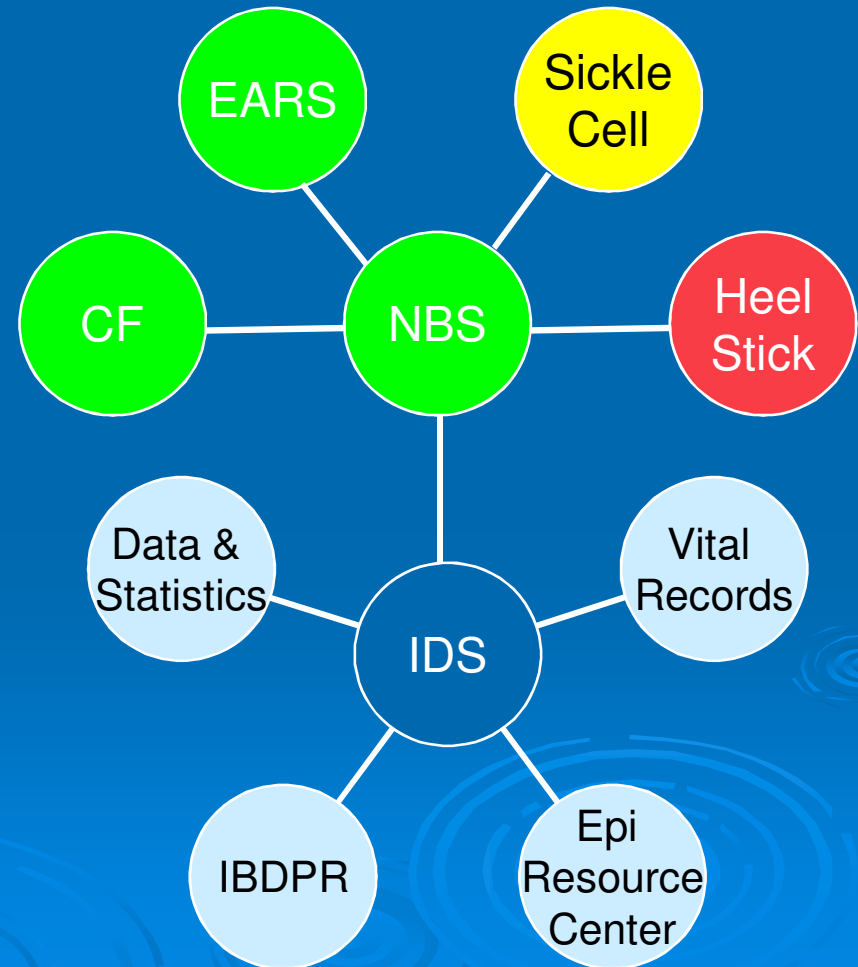 EARS
Sickle
Cell
CF
NBS
Heel
Stick
Data &
Statistics
Vital
Records
IDS
IBDPR
Epi
Resource
Center